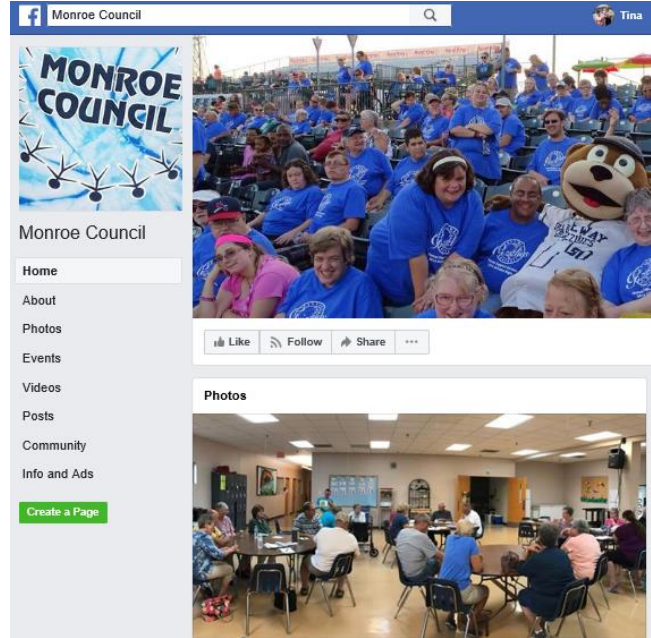 Monroe Council
Tina
MONROE
COUNCIL
Monroe Council
Home
About
Photos
Events
Videos
Posts
Community
Info and Ads
Create a Page
Like
Follow
Share
Photos